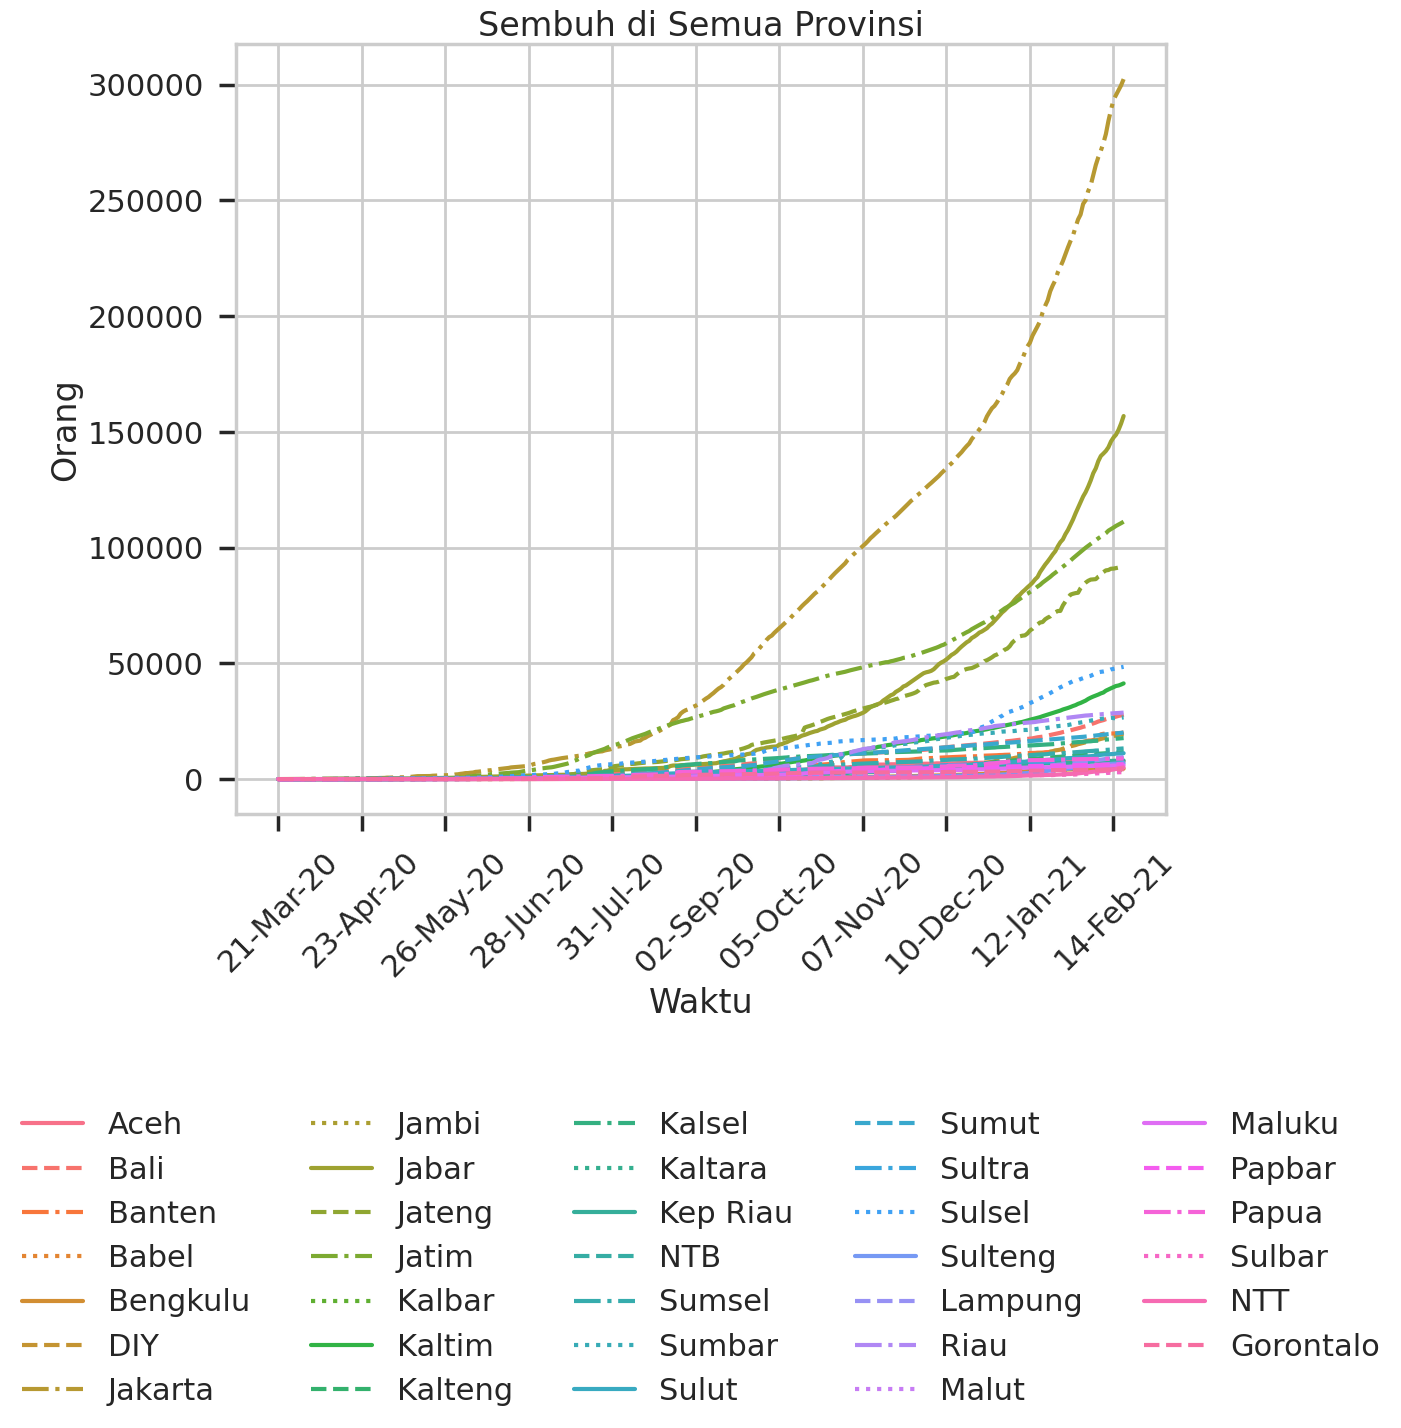 Sembuh di Semua Provinsi
300000
250000
200000
150000
100000
50000
0
Orang
21-Mar-20
23-Apr-20
26-May-20
28-Jun-20
31-Jul-20
02-Sep-20
05-Oct-20
07-Nov-20
10-Dec-20
12-Jan-21
14-Feb-21
Waktu
Aceh
Bali
Banten
Babel
Bengkulu
DIY
Jakarta
Jambi
Jabar
Jateng
Jatim
Kalbar
Kaltim
Kalteng
Kalsel
Kaltara
Kep Riau
NTB
Sumsel
Sumbar
Sulut
Sumut
Sultra
Sulsel
Sulteng
Lampung
Riau
Malut
Maluku
Papbar
Papua
Sulbar
NTT
Gorontalo